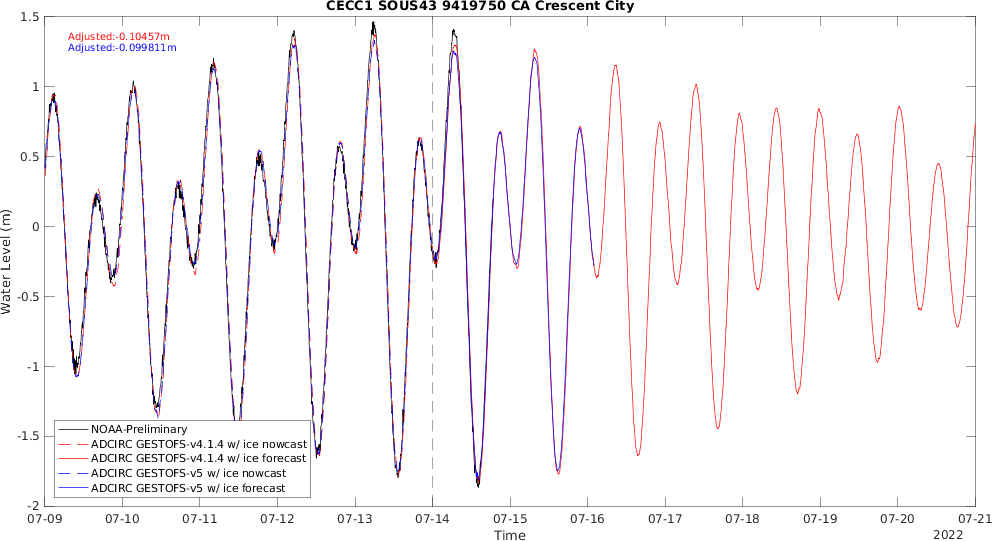 CECC1 SOUS43 9419750 CA Crescent City
Adjusted:-0.10457m
Adjusted:-0.099811m
1.5
1
0.5
0
-0.5
-1
-1.5
-2
Water Level (m)
NOAA-Preliminary
ADCIRC GESTOFS-v4.1.4 w/ ice nowcast
ADCIRC GESTOFS-v4.1.4 w/ ice forecast
ADCIRC GESTOFS-v5 w/ ice nowcast
ADCIRC GESTOFS-v5 w/ ice forecast
07-09 07-10 07-11 07-12 07-13 07-14 07-15 07-16 07-17 07-18 07-19 07-20 07-21
Time
2022